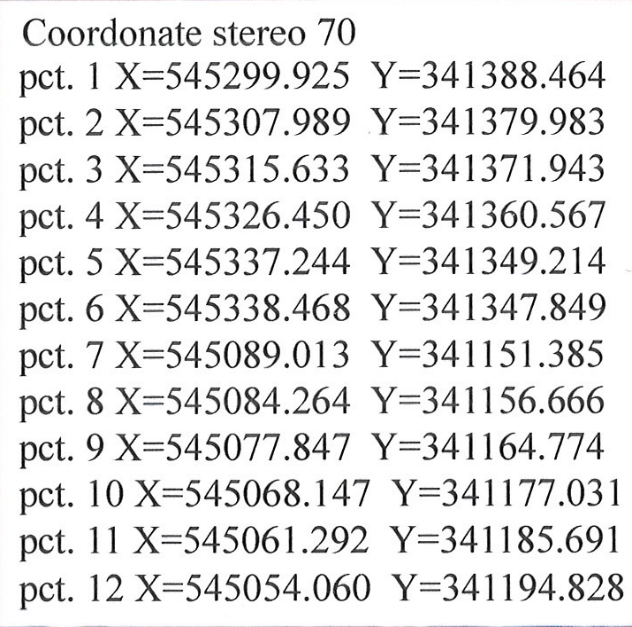 Coordonate stereo 70
pct. 1 X=545299.925 Y=341388.464
pct. 2 X=545307.989 Y=341379.983
pct. 3 X=545315.633 Y=341371.943
pct. 4 X=545326.450 Y=341360.567
pct. 5 X=545337.244 Y=341349.214
pct. 6 X=545338.468 Y=341347.849
pct. 7 X=545089.013 Y=341151.385
pct. 8 X=545084.264 Y=341156.666
pct. 9 X=545077.847 Y=341164.774
pct. 10 X=545068.147 Y=341177.031
pct. 11 X=545061.292 Y=341185.691
pct. 12 X=545054.060 Y=341194.828